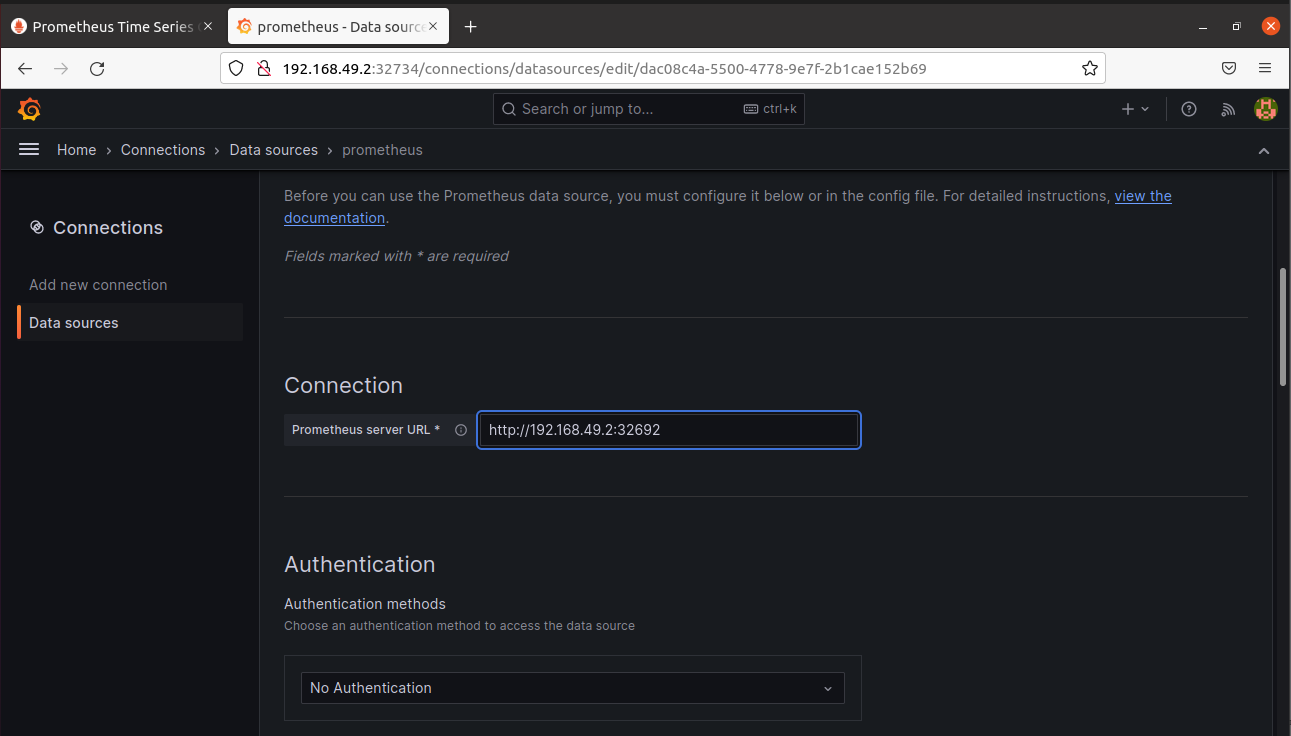 Prometheus Time Series
prometheus - Data source
192.168.49.2:32734/connections/datasources/edit/dac08c4a-5500-4778-9e7f-2b1cae152b69
Search or jump to...
ctrl+k
Home › Connections › Data sources › prometheus
Connections
Add new connection
Data sources
Before you can use the Prometheus data source, you must configure it below or in the config file. For detailed instructions, view the
documentation.
Fields marked with * are required
Connection
Prometheus server URL *
http://192.168.49.2:32692
Authentication
Authentication methods
Choose an authentication method to access the data source
No Authentication